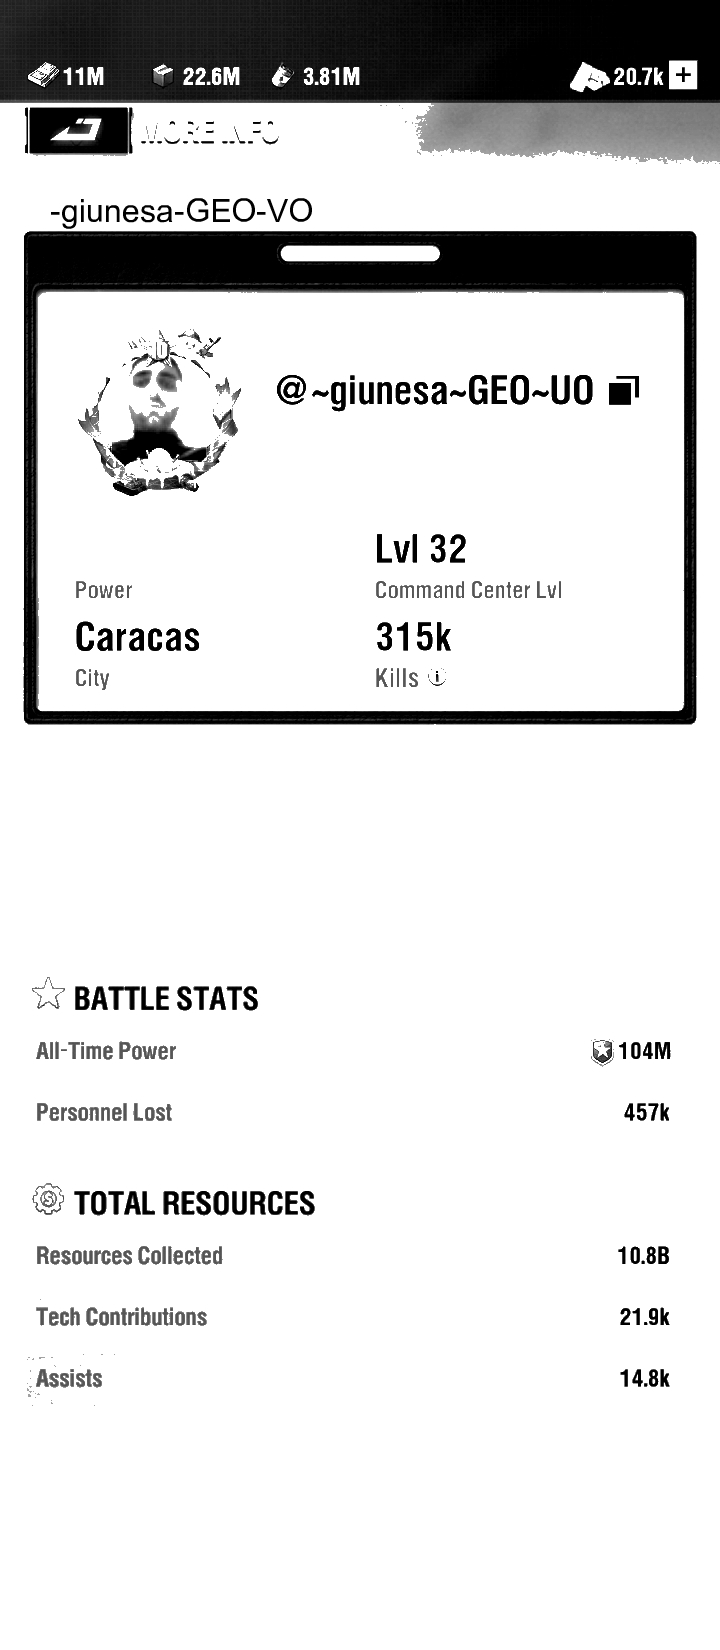 11M 22.6M 3.81M 20.7k +
MORE INFO
-giunesa-GEO-VO
@~giunesa~GEO~UO
Lvl 32
Power Command Center Lvl
Caracas 315k
City Kills
BATTLE STATS
All-Time Power 104M
Personnel Lost 457k
TOTAL RESOURCES
Resources Collected 10.8B
Tech Contributions 21.9k
Assists 14.8k